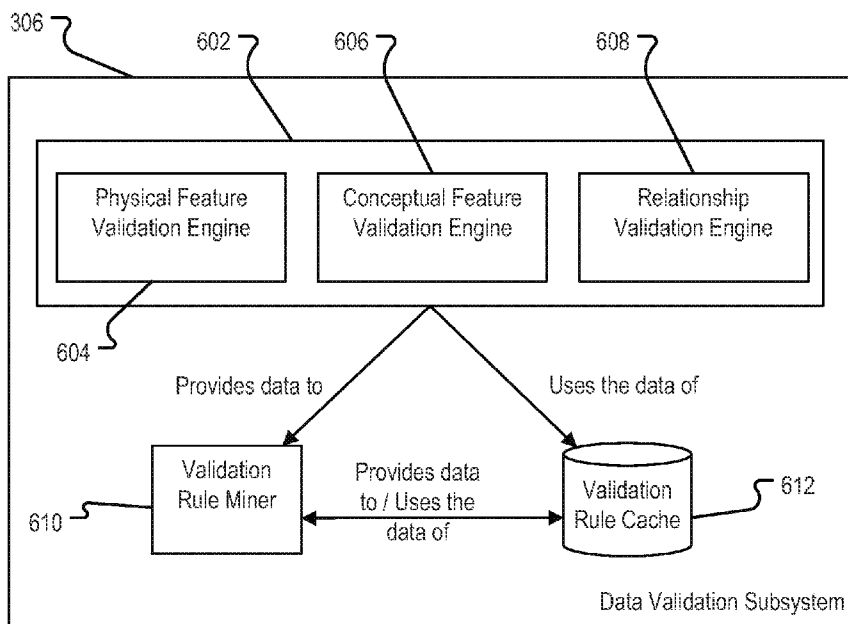 306
602
606
608
Physical Feature
Validation Engine
Conceptual Feature
Validation Engine
Relationship
Validation Engine
604
Provides data to
Uses the data of
Validation
Rule Miner
Provides data
to / Uses the
data of
Validation
Rule Cache
610
612
Data Validation Subsystem